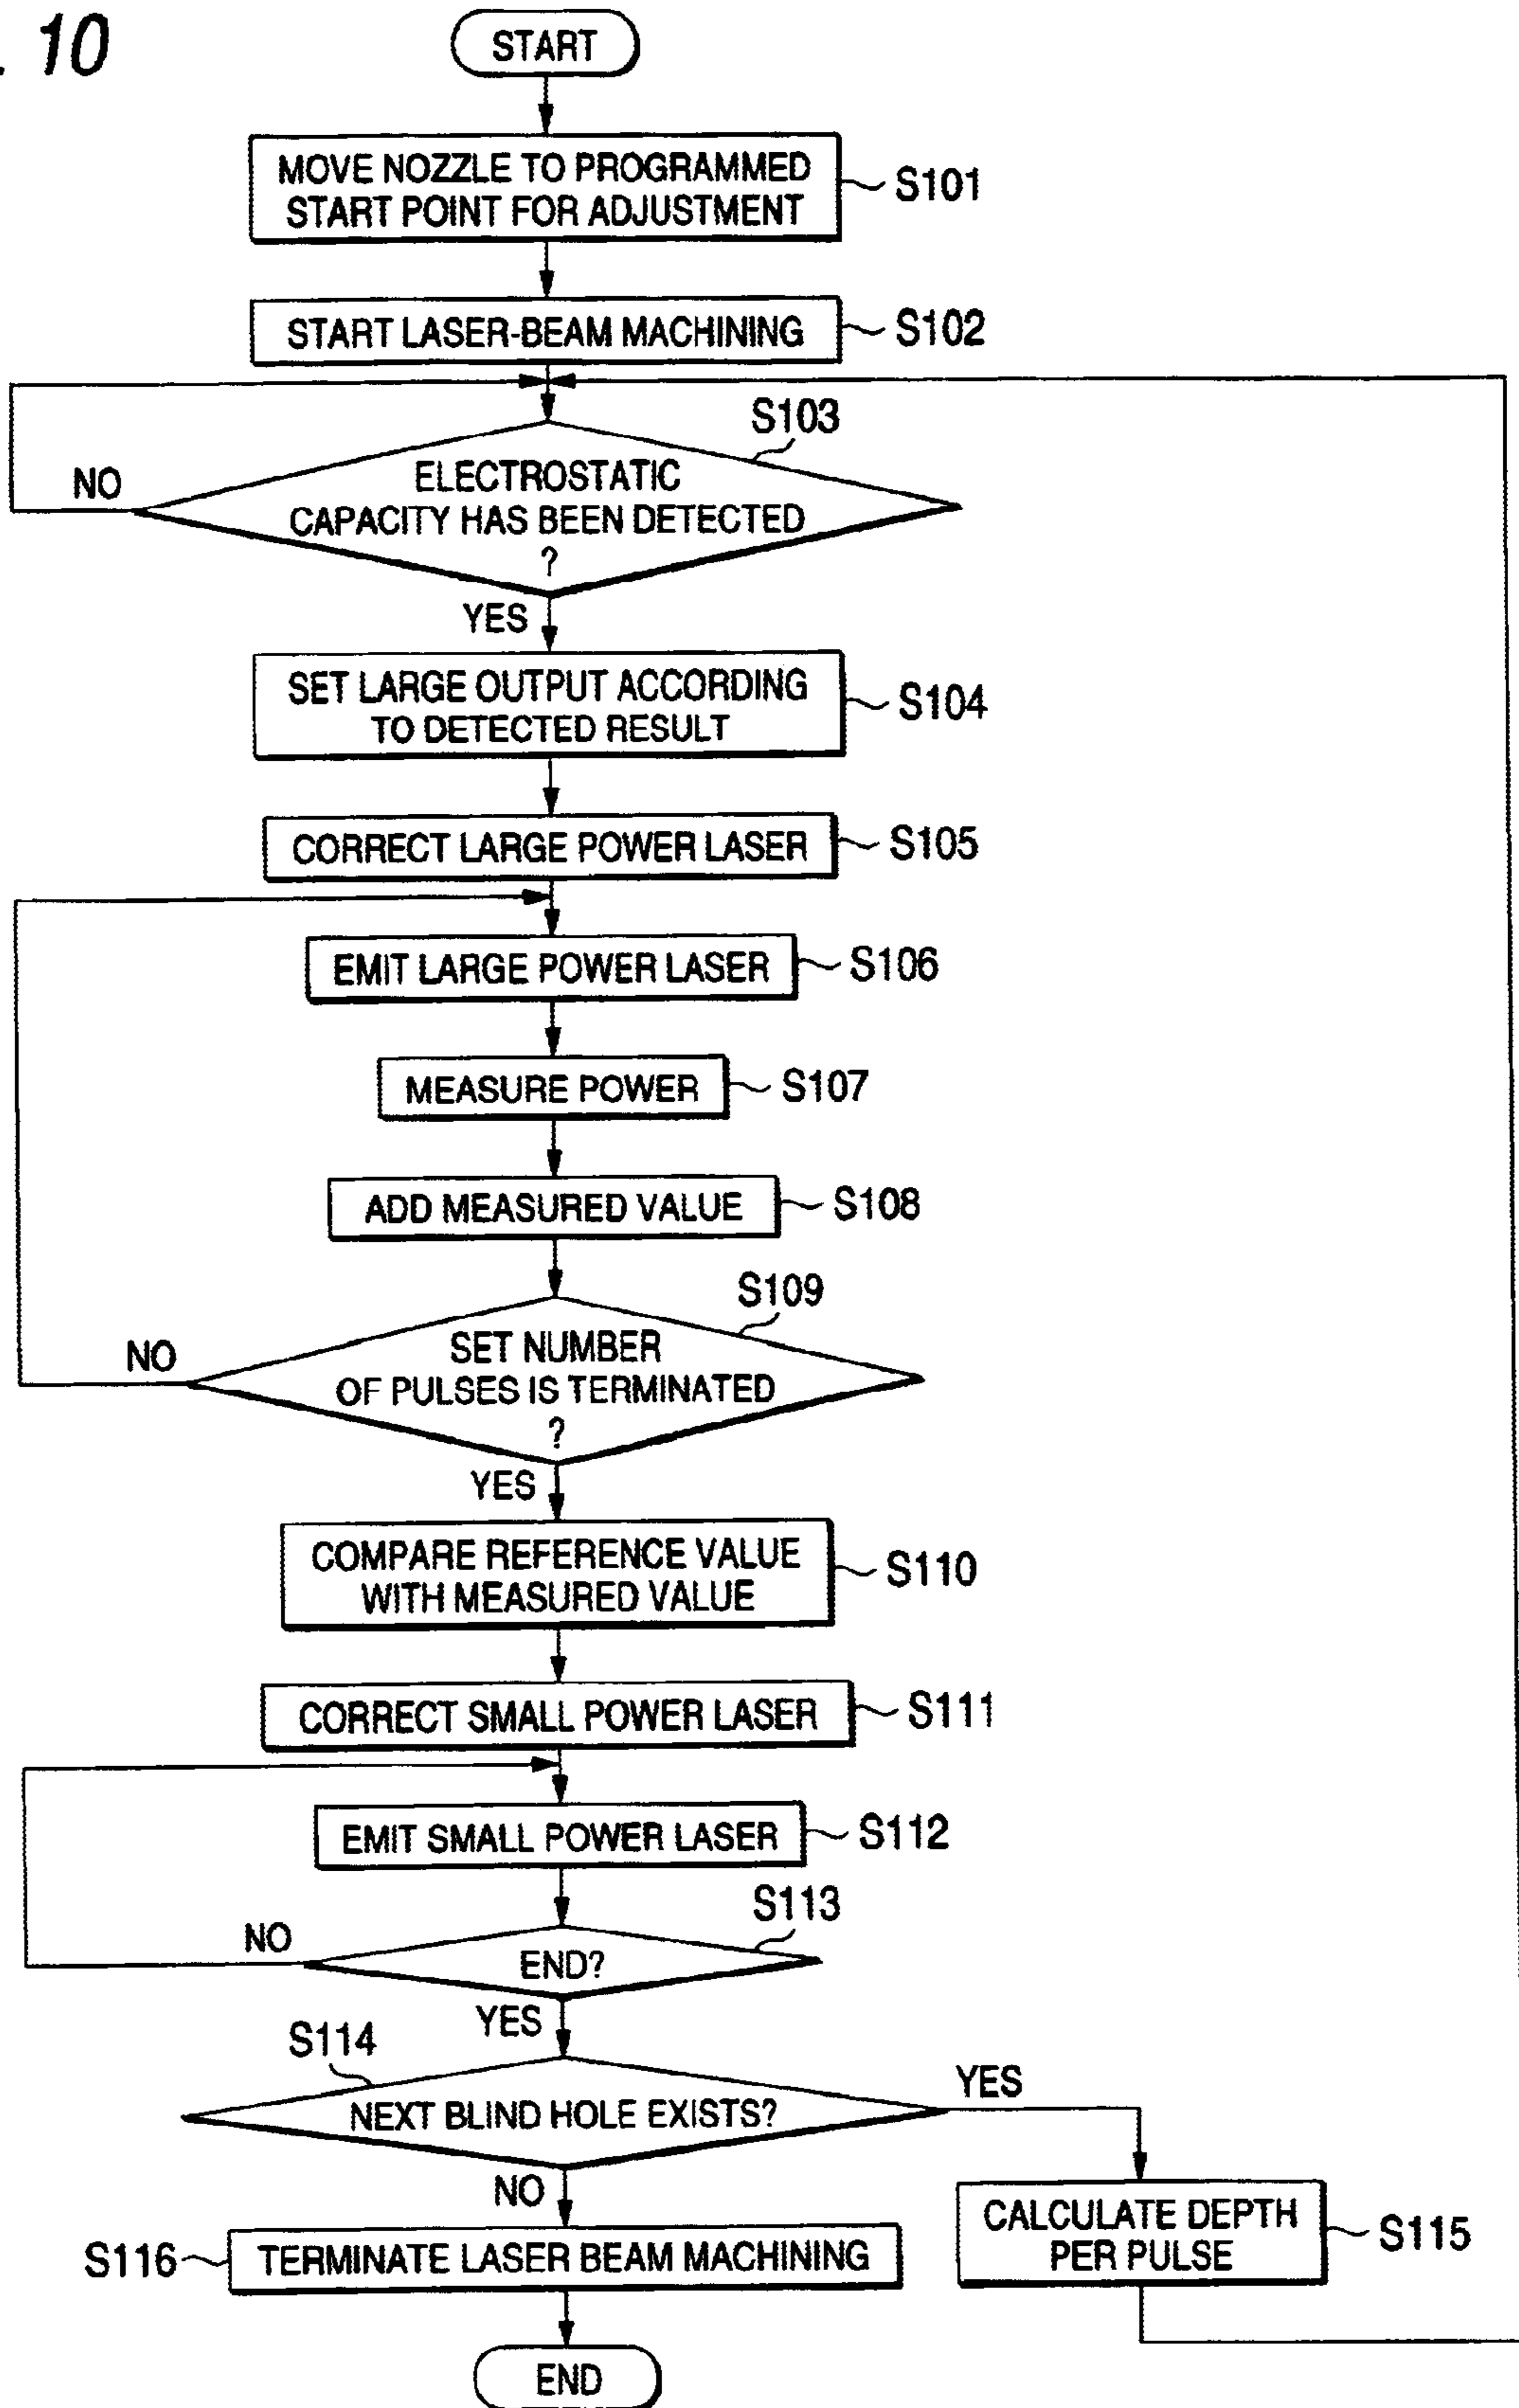 . 10
START
MOVE NOZZLE TO PROGRAMMED
START POINT FOR ADJUSTMENT
S101
START LASER-BEAM MACHINING
S102
S103
NO
ELECTROSTATIC
CAPACITY HAS BEEN DETECTED
?
YES
SET LARGE OUTPUT ACCORDING
TO DETECTED RESULT
S104
CORRECT LARGE POWER LASER
S105
EMIT LARGE POWER LASER
S106
MEASURE POWER
S107
ADD MEASURED VALUE
S108
S109
NO
SET NUMBER
OF PULSES IS TERMINATED
?
YES
COMPARE REFERENCE VALUE
WITH MEASURED VALUE
S110
CORRECT SMALL POWER LASER
S111
EMIT SMALL POWER LASER
S112
S113
NO
END?
YES
S114
NEXT BLIND HOLE EXISTS?
YES
NO
CALCULATE DEPTH
PER PULSE
S115
S116
TERMINATE LASER BEAM MACHINING
END